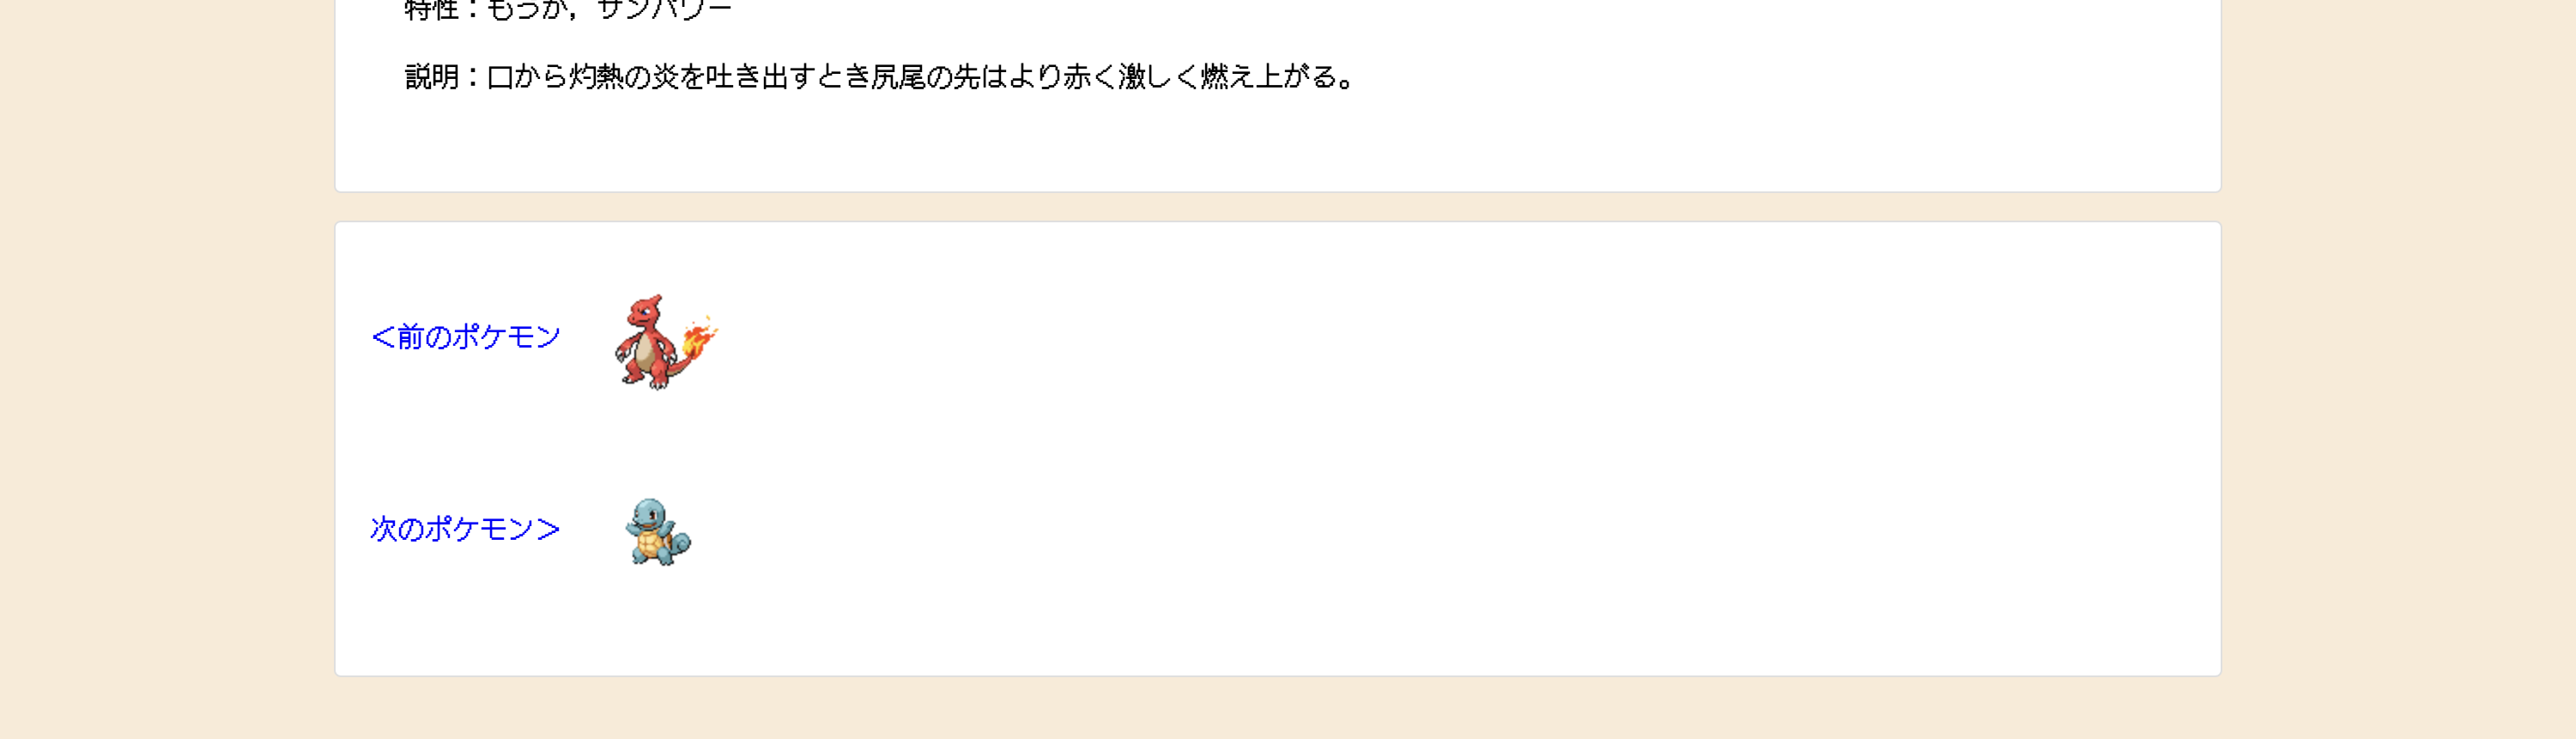 特性：もうか, サンパワー
説明：口から灼熱の炎を吐き出すとき尻尾の先はより赤く激しく燃え上がる。
＜前のポケモン
次のポケモン＞